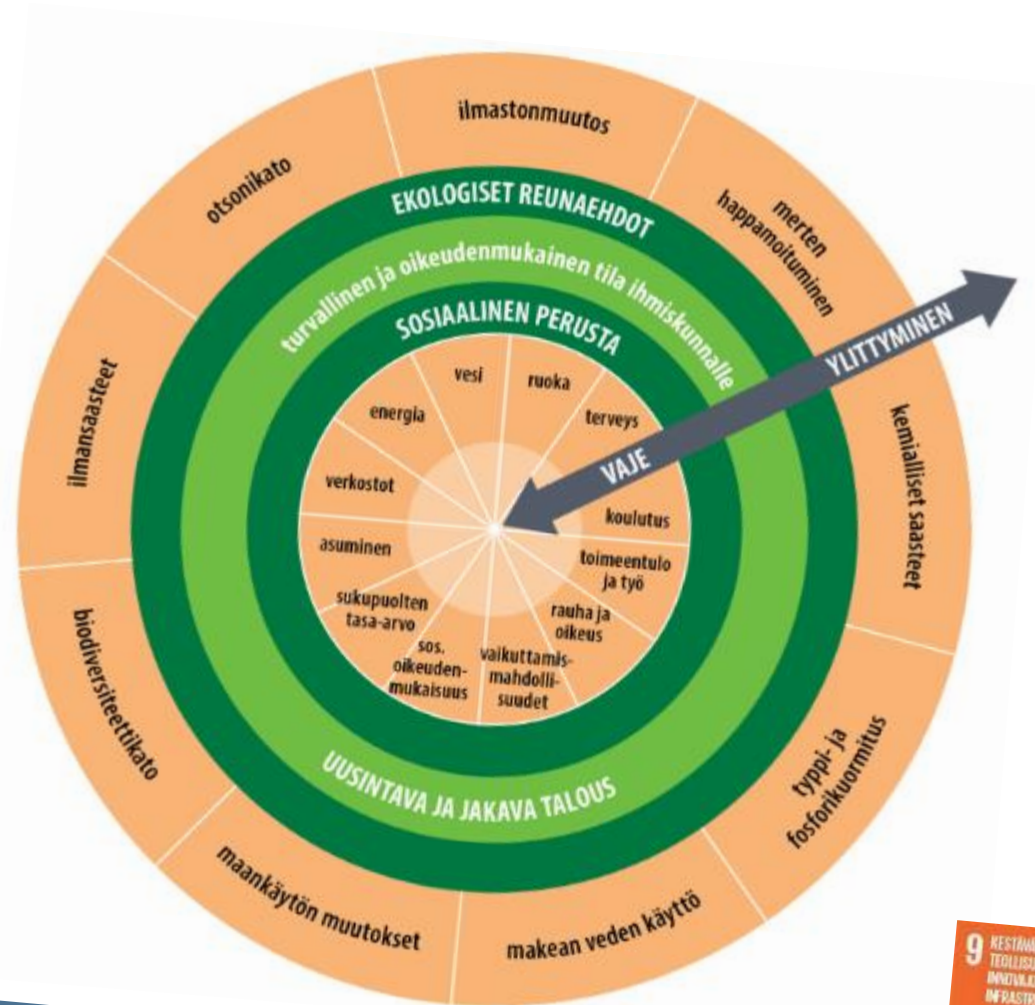 ilmastonmuutos
merten
happamoituminen
kemialliset saasteet
typpi- ja
fosforikuormitus
makean veden käyttö
maankäytön muutokset
biodiversiteettikato
ilmansaasteet
otsonikato
EKOLOGISET REUNAEHDOT
turvallinen ja oikeudenmukainen tila ihmiskunnalle
SOSIAALINEN PERUSTA
YLITTYMINEN
VAJE
vesi
ruoka
terveys
koulutus
toimeentulo
ja työ
rauha ja
oikeus
vaikuttamis-
mahdolli-
suudet
sos.
oikeuden-
mukaisuus
sukupuolten
tasa-arvo
asuminen
verkostot
energia
UUSINTAVA JA JAKAVA TALOUS
9